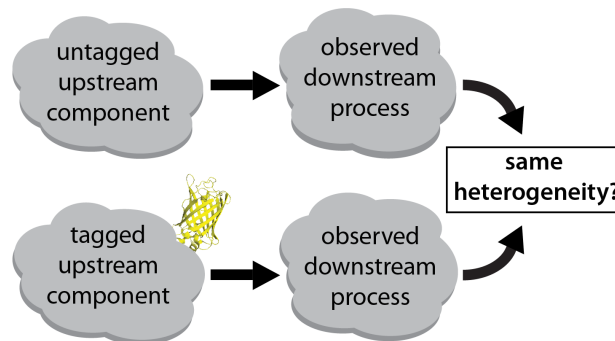 untagged
upstream
component
observed
downstream
process
same
heterogeneity?
tagged
upstream
component
observed
downstream
process